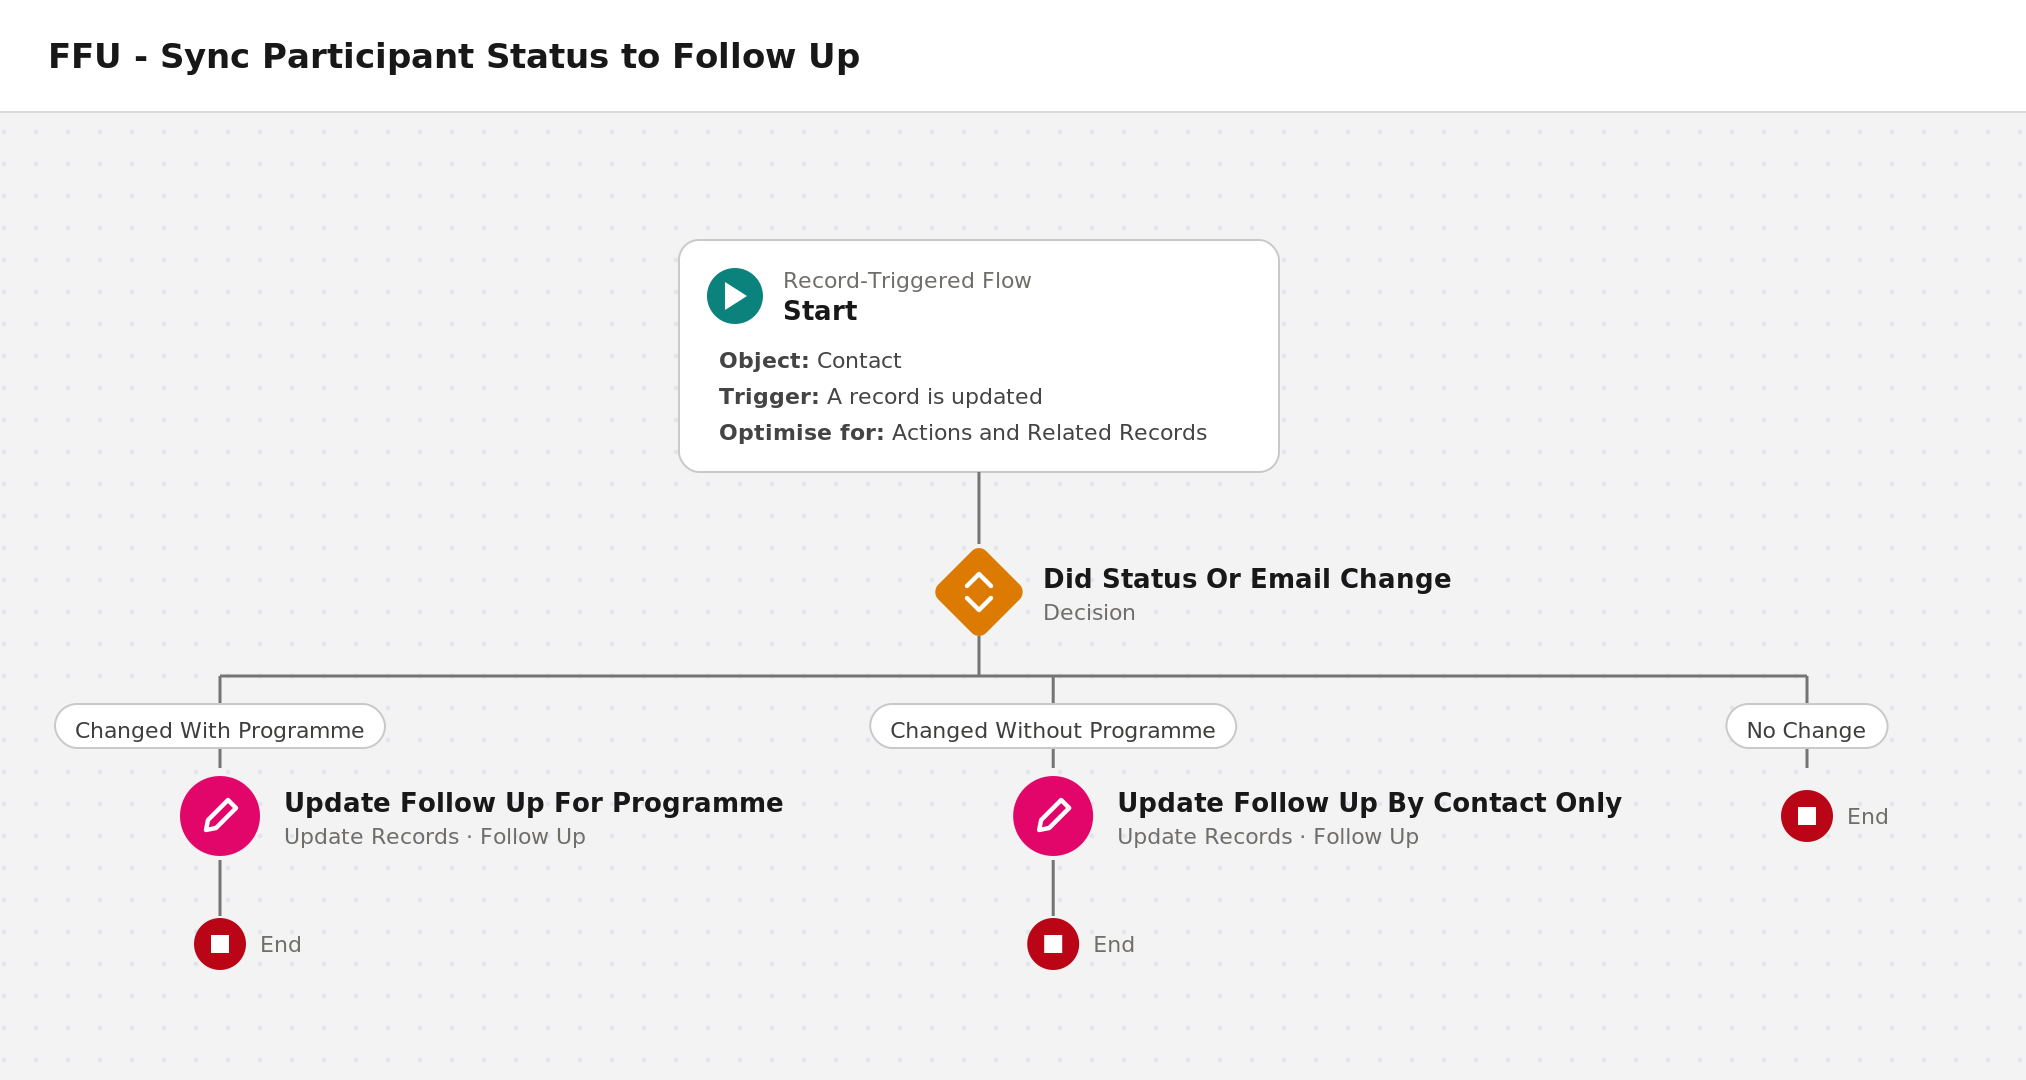 FFU - Sync Participant Status to Follow Up
Record-Triggered Flow
Start
Object: Contact
Trigger: A record is updated
Optimise for: Actions and Related Records
Did Status Or Email Change
Decision
Changed With Programme
Changed Without Programme
No Change
Update Follow Up For Programme
Update Records · Follow Up
Update Follow Up By Contact Only
Update Records · Follow Up
End
End
End